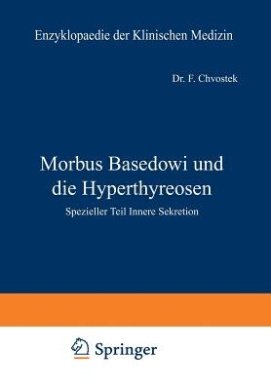 Enzyklopaedie der Klinischen Medizin
Dr. F. Chvostek
Morbus Basedowi und
die Hyperthyreosen
Spezieller Teil Innere Sekretion
Springer